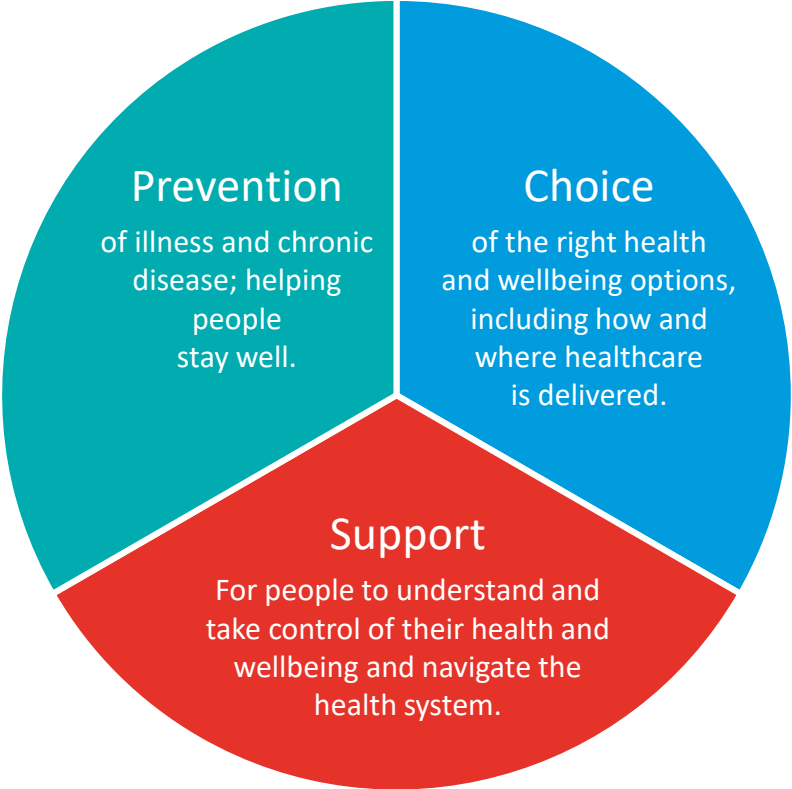 Prevention
of illness and chronic
disease; helping
people
stay well.
Choice
of the right health
and wellbeing options,
including how and
where healthcare
is delivered.
Support
For people to understand and
take control of their health and
wellbeing and navigate the
health system.